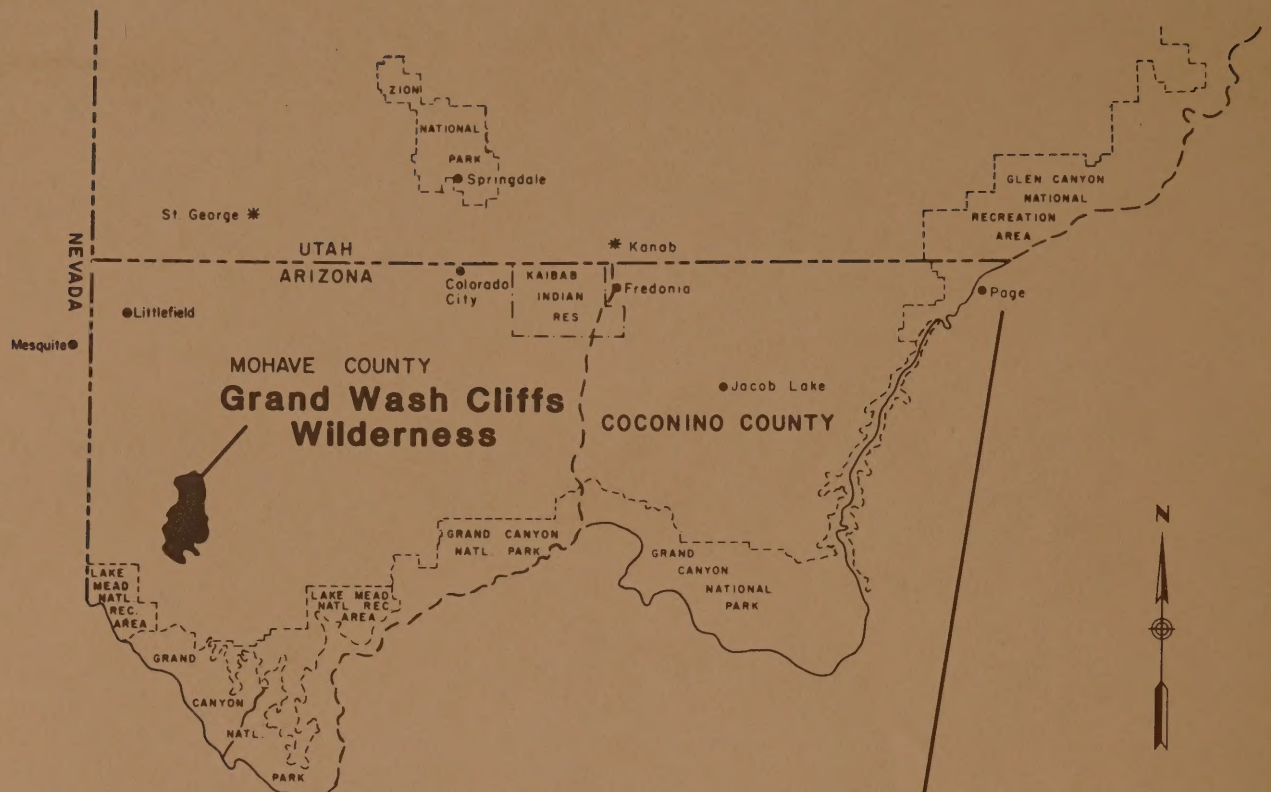 ZION
NATIONAL
PARK
Springdale
St. George
GLEN CANYON
NATIONAL
RECREATION
AREA
NEVADA
UTAH
ARIZONA
Kanab
Colorado
City
KAIBAB
INDIAN
RES
Fredonia
Page
Littlefield
Mesquite
MOHAVE COUNTY
Grand Wash Cliffs
Wilderness
Jacob Lake
COCONINO COUNTY
N
GRAND CANYON
NATL. PARK
GRAND
CANYON
NATIONAL
PARK
LAKE
MEAD
NATL
REC.
AREA
LAKE MEAD
NATL REC
AREA
GRAND
CANYON
NATL.
PARK